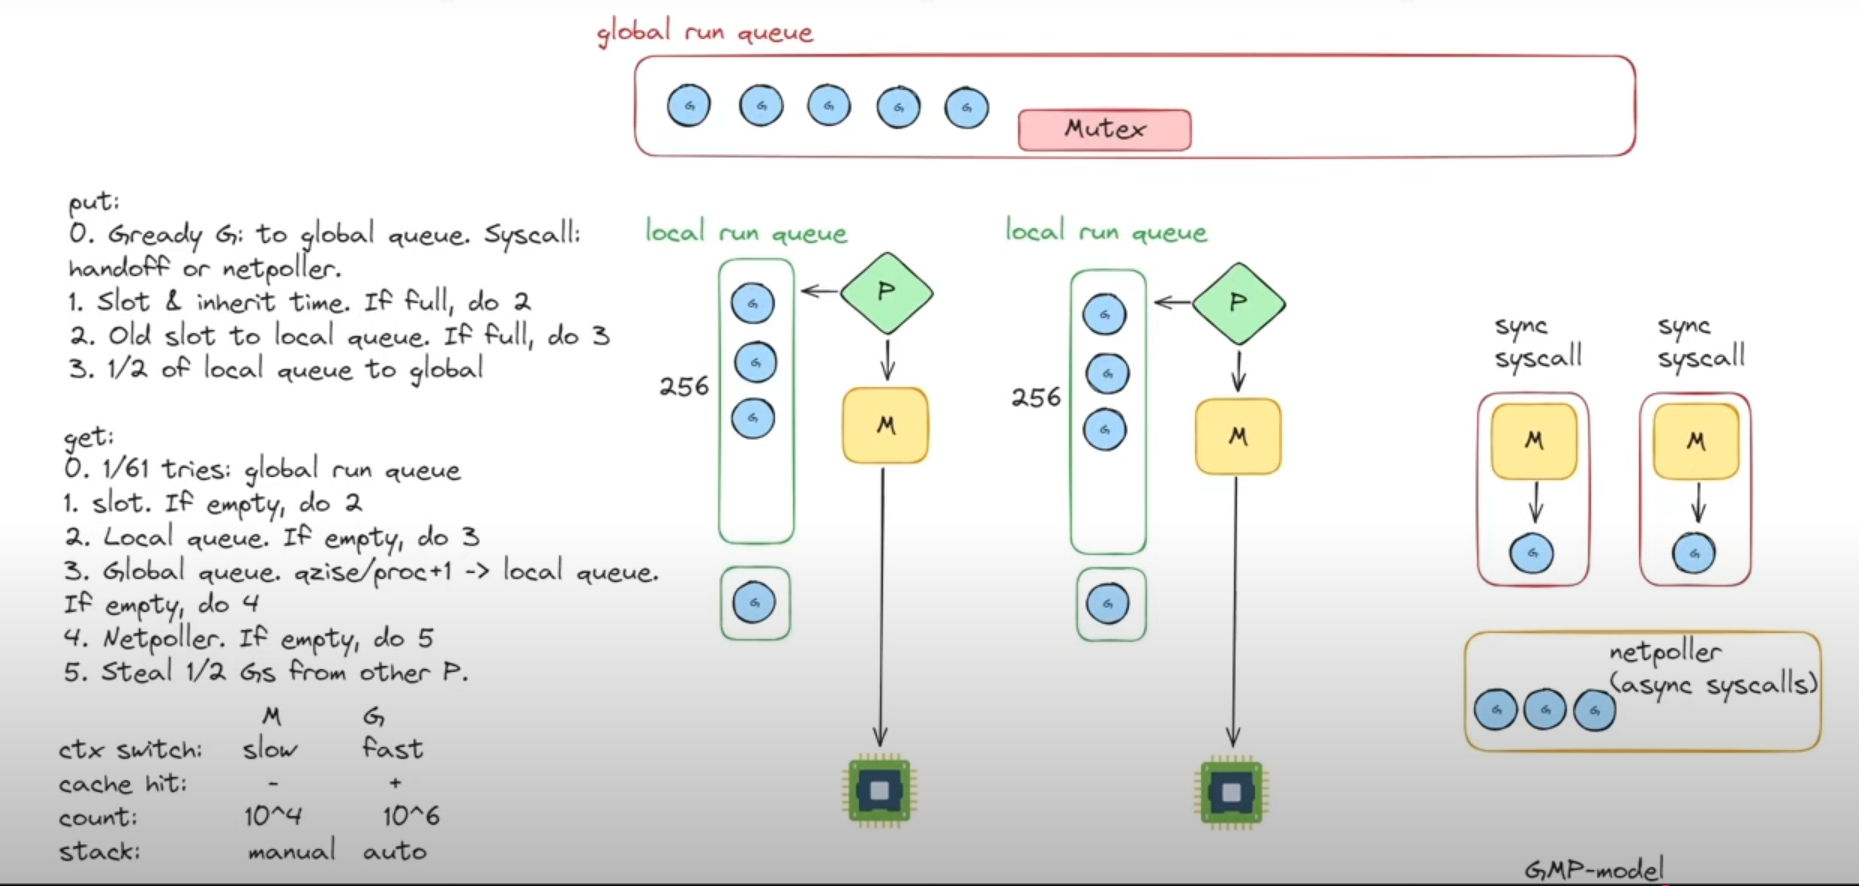 global run queue
G G G G G
Mutex
put:
0. Gready G: to global queue. Syscall:
handoff or netpoller.
1. Slot & inherit time. If full, do 2
2. Old slot to local queue. If full, do 3
3. 1/2 of local queue to global
get:
0. 1/61 tries: global run queue
1. slot. If empty, do 2
2. Local queue. If empty, do 3
3. Global queue. qzise/proc+1 -> local queue.
If empty, do 4
4. Netpoller. If empty, do 5
5. Steal 1/2 Gs from other P.
M G
ctx switch: slow fast
cache hit: - +
count: 10^4 10^6
stack: manual auto
local run queue
P
G
G
G
256
M
G
local run queue
P
G
G
G
256
M
G
sync
syscall
M
G
sync
syscall
M
G
netpoller
(async syscalls)
G G G
GMP-model